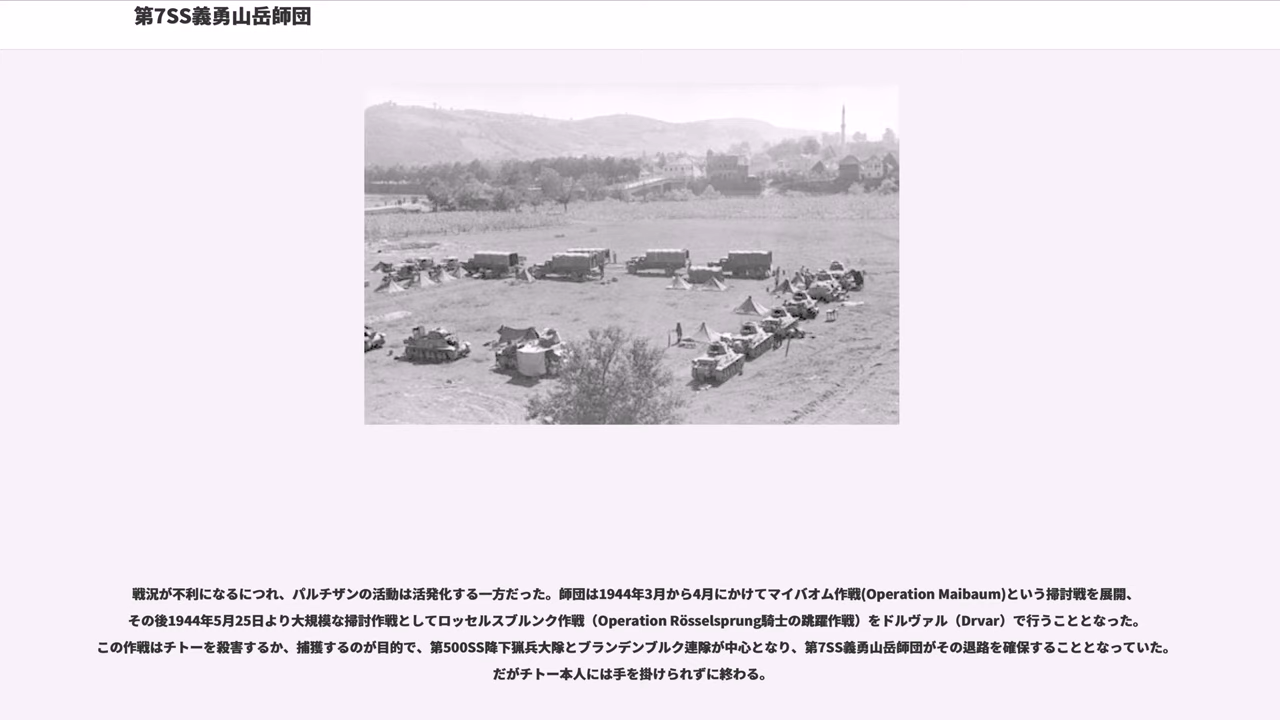 第7SS義勇山岳師団
戦況が不利になるにつれ、パルチザンの活動は活発化する一方だった。師団は1944年3月から4月にかけてマイバオム作戦(Operation Maibaum)という掃討戦を展開、
その後1944年5月25日より大規模な掃討作戦としてロッセルスブルンク作戦（Operation Rösselsprung騎士の跳躍作戦）をドルヴァル（Drvar）で行うこととなった。
この作戦はチトーを殺害するか、捕獲するのが目的で、第500SS降下猟兵大隊とブランデンブルク連隊が中心となり、第7SS義勇山岳師団がその退路を確保することとなっていた。
だがチトー本人には手を掛けられずに終わる。